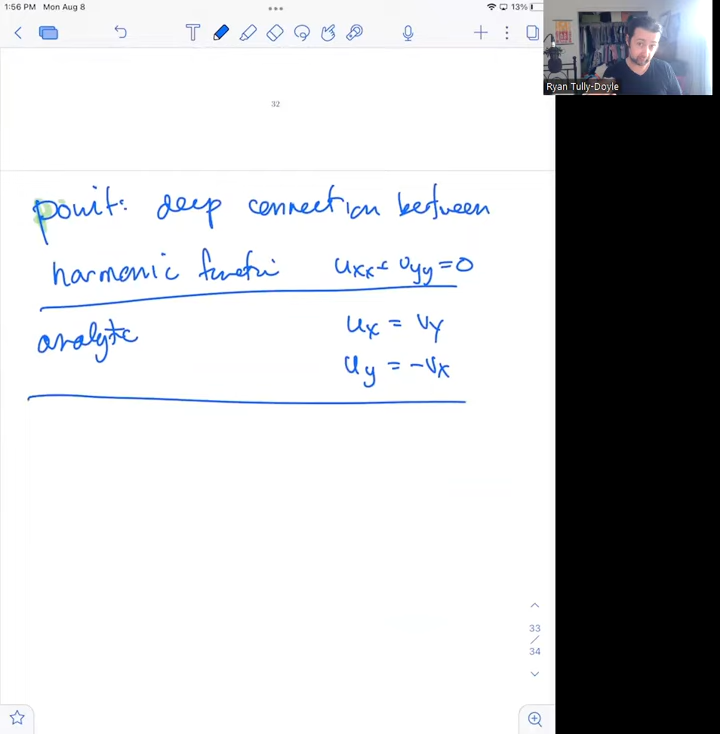 1:56 PM Mon Aug 8
13%
Ryan Tully-Doyle
32
point: deep connection between
harmonic functi uxx + uyy = 0
analytic ux = vy
uy = -vx
33
34